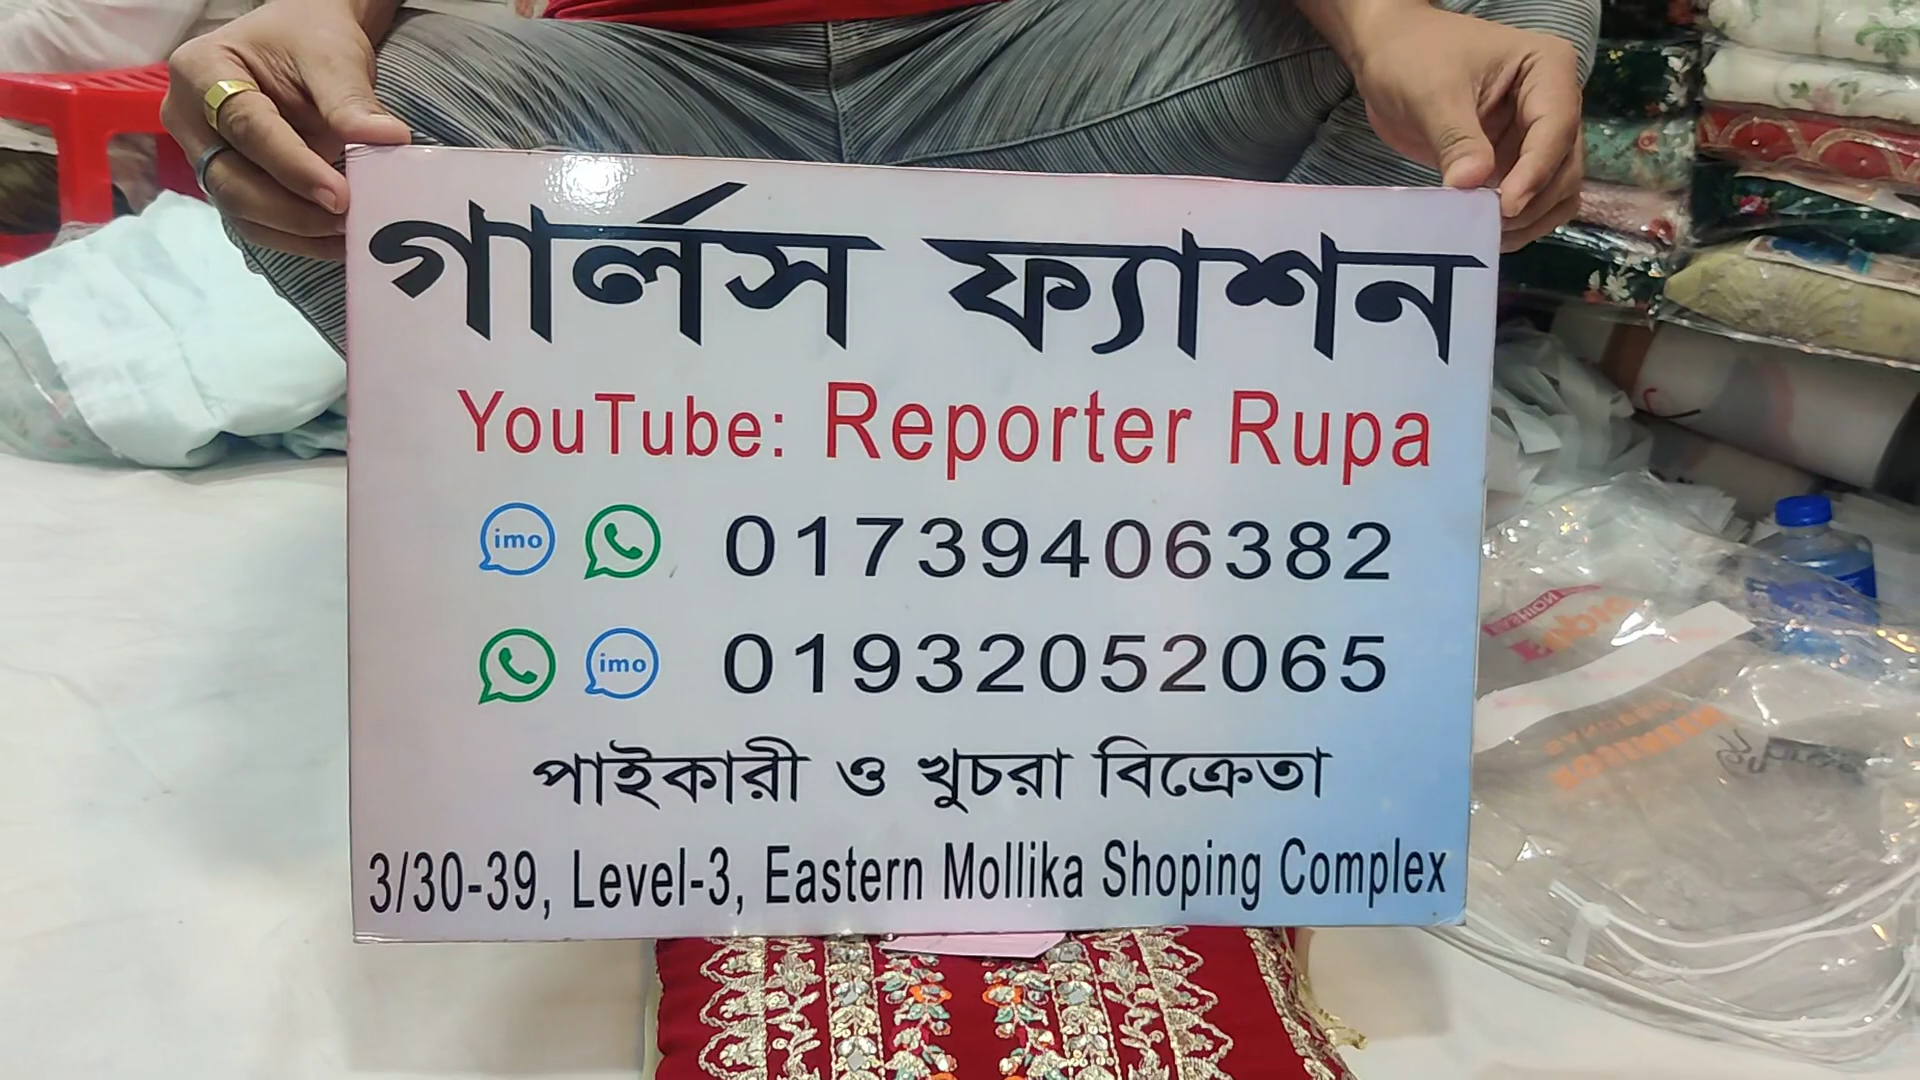 গার্লস ফ্যাশন
YouTube: Reporter Rupa
imo 01739406382
imo 01932052065
পাইকারী ও খুচরা বিক্রেতা
3/30-39, Level-3, Eastern Mollika Shoping Complex